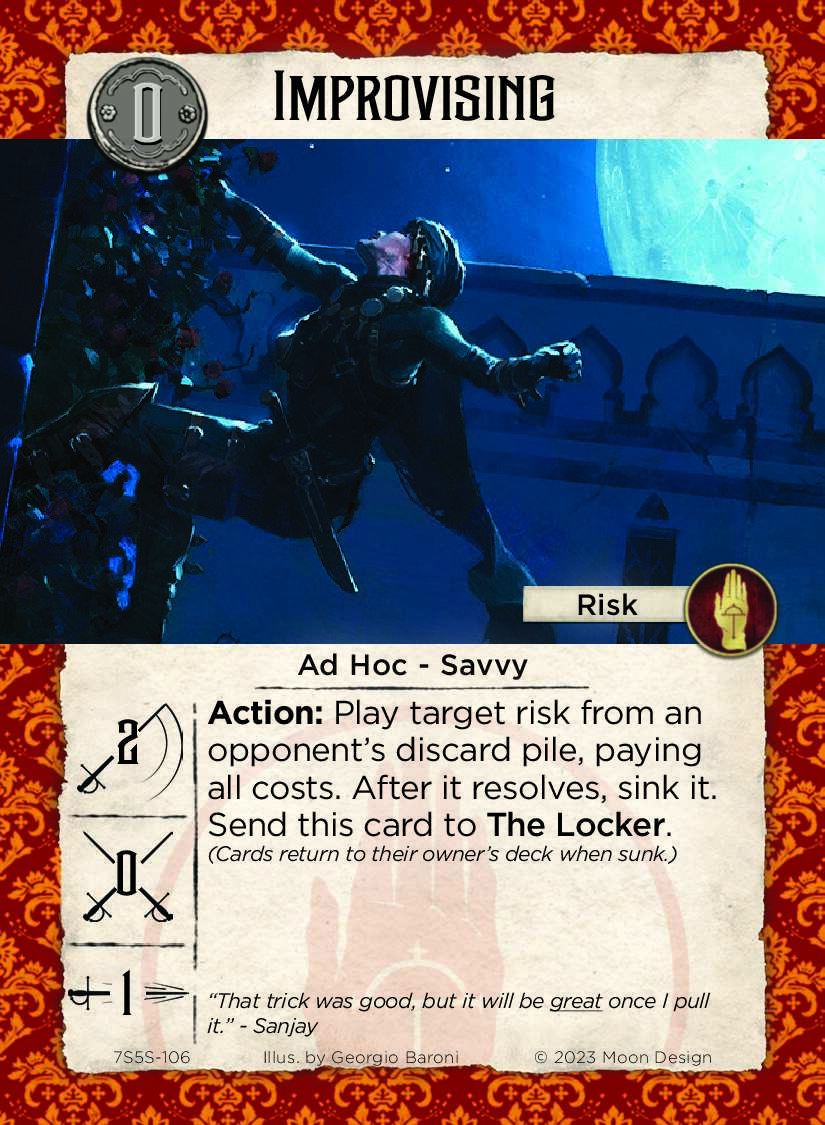 0
IMPROVISING
Risk
Ad Hoc - Savvy
2
Action: Play target risk from an
opponent’s discard pile, paying
all costs. After it resolves, sink it.
Send this card to The Locker.
(Cards return to their owner’s deck when sunk.)
0
1
“That trick was good, but it will be great once I pull
it.” - Sanjay
7S5S-106 Illus. by Georgio Baroni © 2023 Moon Design